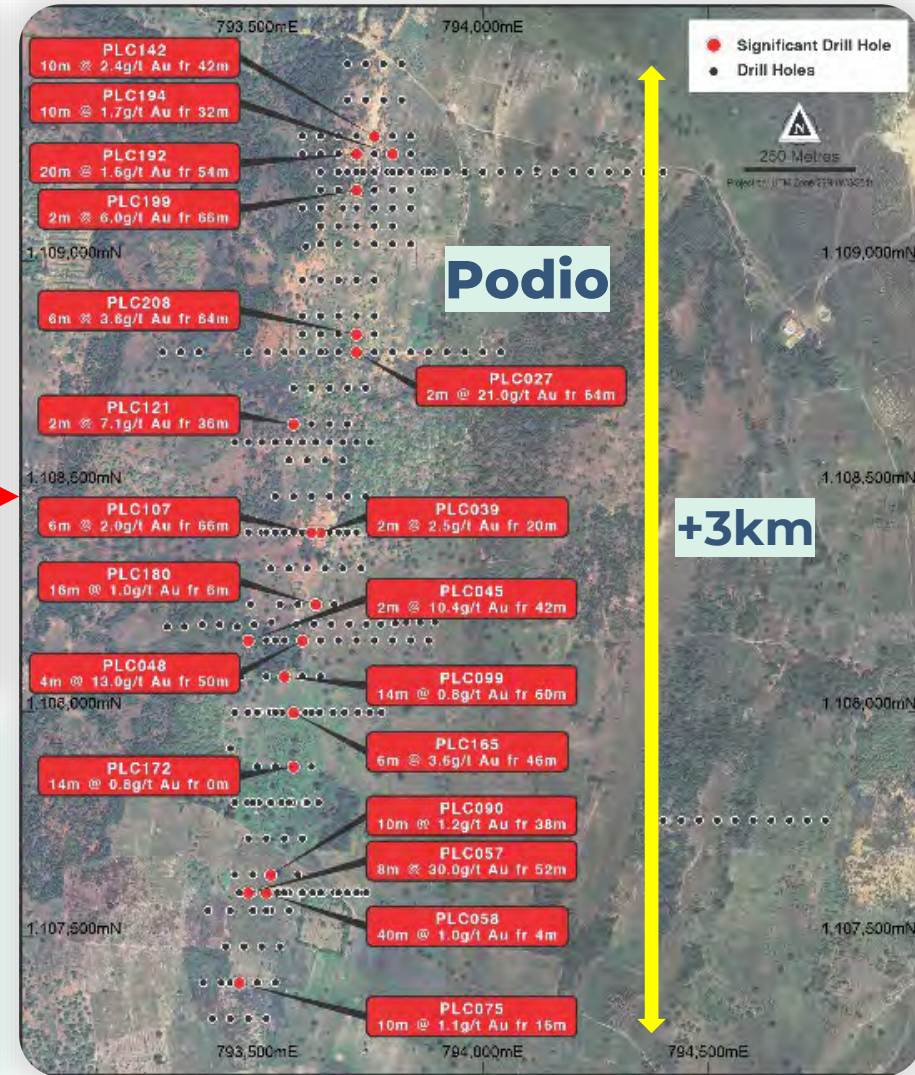 793,500mE
794,000mE
Significant Drill Hole
Drill Holes
N
250 Metres
PLC142
10m @ 2.4g/t Au fr 42m
PLC194
10m @ 1.7g/t Au fr 32m
PLC192
20m @ 1.6g/t Au fr 54m
PLC199
2m @ 6.0g/t Au fr 66m
1,109,000mN
1,109,000mN
Podio
PLC208
6m @ 3.6g/t Au fr 64m
PLC027
2m @ 21.0g/t Au fr 64m
PLC121
2m @ 7.1g/t Au fr 36m
1,108,500mN
1,108,500mN
PLC107
6m @ 2.0g/t Au fr 66m
PLC039
2m @ 2.5g/t Au fr 20m
+3km
PLC180
16m @ 1.0g/t Au fr 6m
PLC045
2m @ 10.4g/t Au fr 42m
PLC048
4m @ 13.0g/t Au fr 50m
PLC099
14m @ 0.8g/t Au fr 60m
1,108,000mN
1,108,000mN
PLC165
6m @ 3.6g/t Au fr 46m
PLC172
14m @ 0.8g/t Au fr 0m
PLC090
10m @ 1.2g/t Au fr 38m
PLC057
8m @ 30.0g/t Au fr 52m
PLC058
40m @ 1.0g/t Au fr 4m
1,107,500mN
1,107,500mN
PLC075
10m @ 1.1g/t Au fr 16m
793,500mE
794,000mE
794,500mE